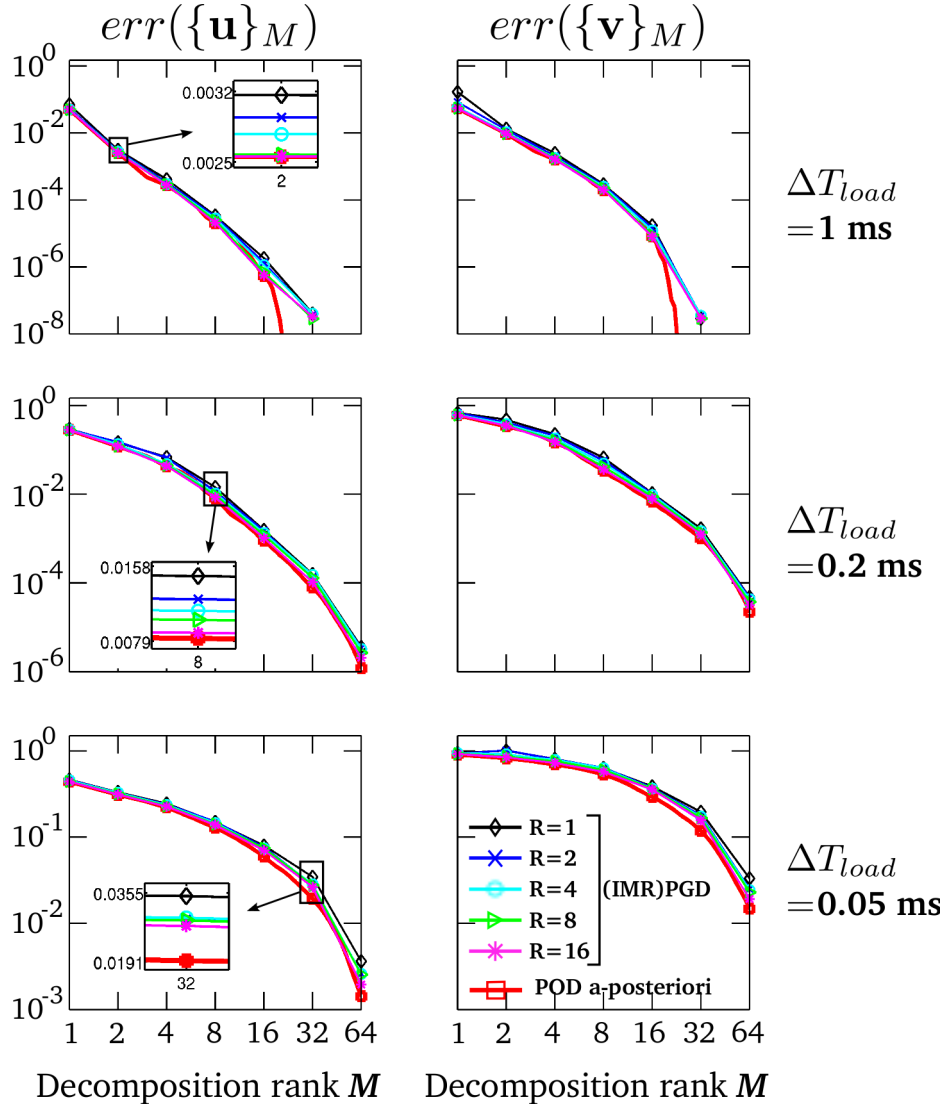 err({u}_M)
err({v}_M)
10^0
10^-2
10^-4
10^-6
10^-8
0.0032
0.0025
2
ΔT_load
=1 ms
10^0
10^-2
10^-4
10^-6
0.0158
0.0079
8
ΔT_load
=0.2 ms
10^0
10^-1
10^-2
10^-3
0.0355
0.0191
32
R=1
R=2
R=4
R=8
R=16
(IMR)PGD
POD a-posteriori
ΔT_load
=0.05 ms
1 2 4 8 16 32 64
1 2 4 8 16 32 64
Decomposition rank M
Decomposition rank M